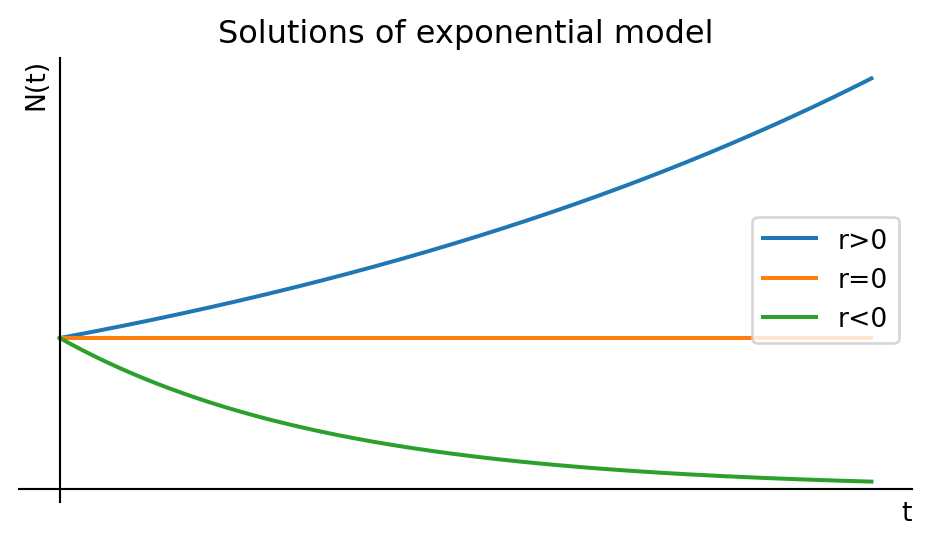 Solutions of exponential model
N(t)
r>0
r=0
r<0
t